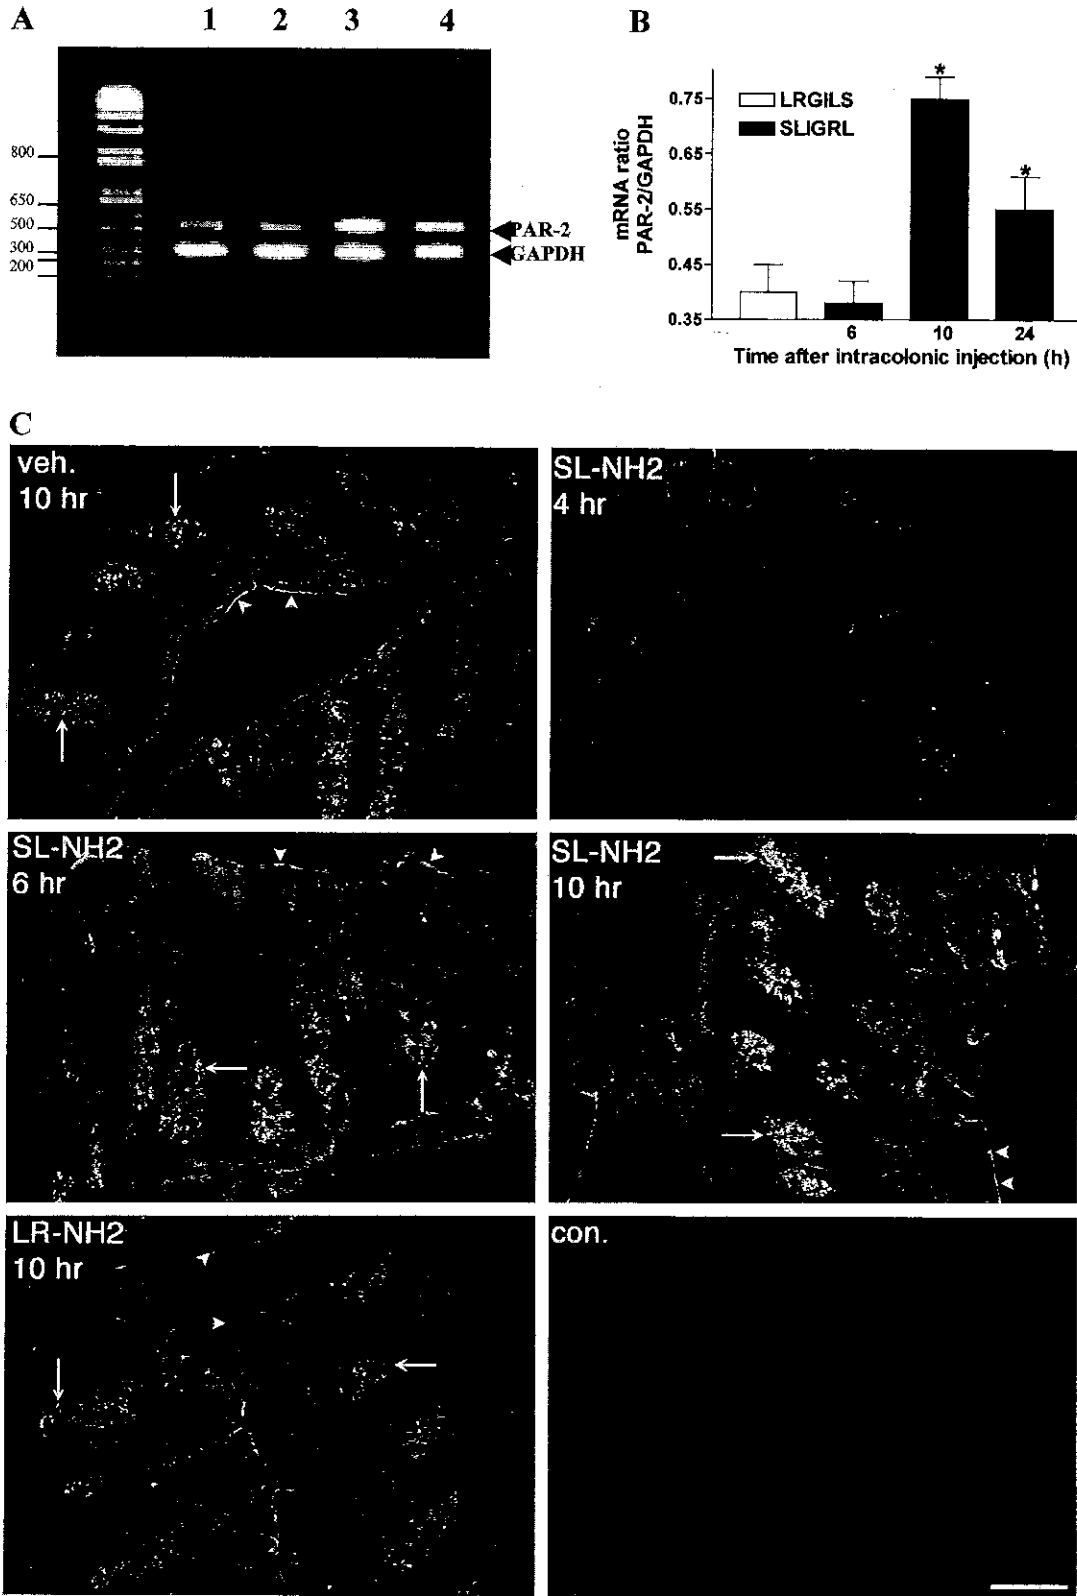 A
1 2 3 4
800
650
500
300
200
PAR-2
GAPDH
B
LRGILS
SLIGRL
mRNA ratio
PAR-2/GAPDH
0.75
0.65
0.55
0.45
0.35
*
*
6 10 24
Time after intracolonic injection (h)
C
veh.
10 hr
SL-NH2
4 hr
SL-NH2
6 hr
SL-NH2
10 hr
LR-NH2
10 hr
con.